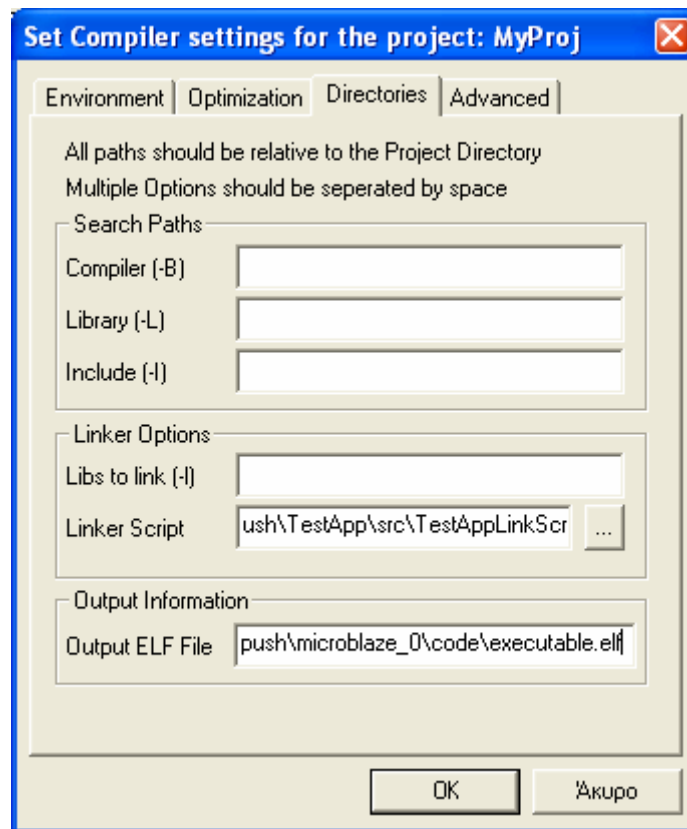 Set Compiler settings for the project: MyProj
Environment Optimization Directories Advanced
All paths should be relative to the Project Directory
Multiple Options should be seperated by space
Search Paths
Compiler (-B)
Library (-L)
Include (-I)
Linker Options
Libs to link (-l)
Linker Script ush\TestApp\src\TestAppLinkScr ...
Output Information
Output ELF File push\microblaze_0\code\executable.elf
OK Άκυρο